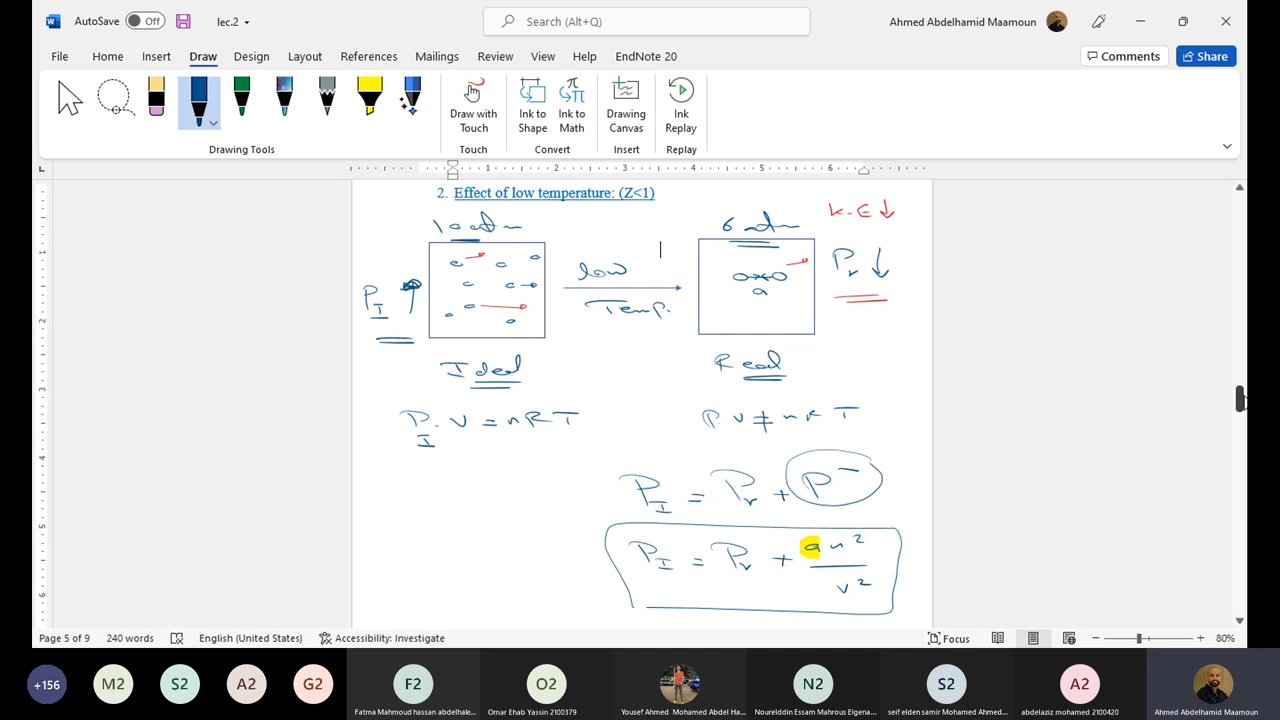 AutoSave Off lec.2 Search (Alt+Q) Ahmed Abdelhamid Maamoun
File Home Insert Draw Design Layout References Mailings Review View Help EndNote 20 Comments Share
Draw with Touch Ink to Shape Ink to Math Drawing Canvas Ink Replay
Drawing Tools Touch Convert Insert Replay
2. Effect of low temperature: (Z<1)
10 atm 6 atm K.E ↓
P_I ↑ low Temp. a P_r ↓
Ideal Real
P_I . V = n R T P V ≠ n R T
P_I = P_r + P⁻
P_I = P_r + a n² / v²
Page 5 of 9 240 words English (United States) Accessibility: Investigate Focus 80%
+156 M2 S2 A2 G2 F2 O2 N2 S2 A2
Fatma Mahmoud hassan abdelhale... Omar Ehab Yassin 2100379 Yousef Ahmed Mohamed Abdel Ha... Noureldin Essam Mahrous Elgena... seif elden samir Mohamed Ahmed... abdelaziz mohamed 2100420 Ahmed Abdelhamid Maamoun